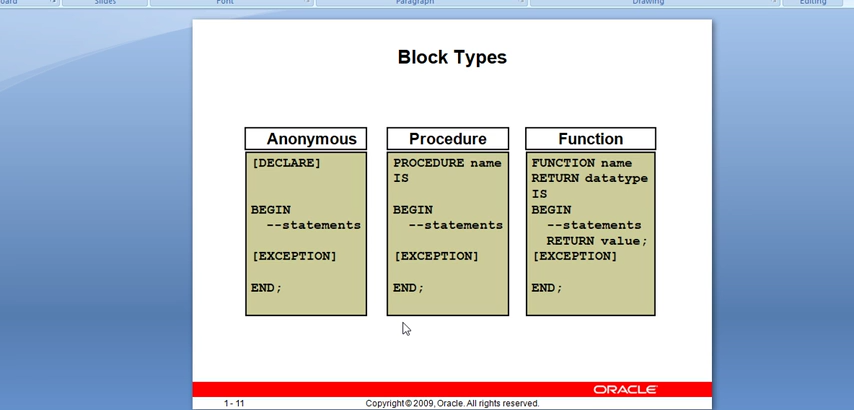 Slides
Font
Paragraph
Drawing
Editing
Block Types
Anonymous
[DECLARE]
BEGIN
--statements
[EXCEPTION]
END;
Procedure
PROCEDURE name
IS
BEGIN
--statements
[EXCEPTION]
END;
Function
FUNCTION name
RETURN datatype
IS
BEGIN
--statements
RETURN value;
[EXCEPTION]
END;
ORACLE
1 - 11
Copyright © 2009, Oracle. All rights reserved.